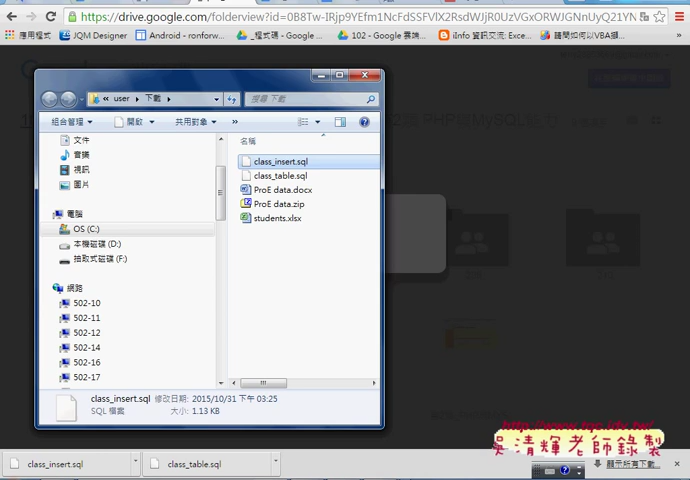 https://drive.google.com/folderview?id=0B8Tw-IRjp9YEfm1NcFdSSFVlX2RsdWJjR0UzVGxORWJGNnUyQ21YN
應用程式 JQM Designer Android - ronforw... _程式碼 - Google ... 102 - Google 雲端... iInfo 資訊交流: Exce... 請問如何以VBA擷...
« user 下載
搜尋 下載
組合管理 開啟 共用對象 »
文件
音樂
視訊
圖片
電腦
OS (C:)
本機磁碟 (D:)
抽取式磁碟 (F:)
網路
502-10
502-11
502-12
502-14
502-16
502-17
名稱
class_insert.sql
class_table.sql
ProE data.docx
ProE data.zip
students.xlsx
class_insert.sql 修改日期: 2015/10/31 下午 03:25
SQL 檔案 大小: 1.13 KB
吳清輝老師錄製
class_insert.sql class_table.sql 顯示所有下載...